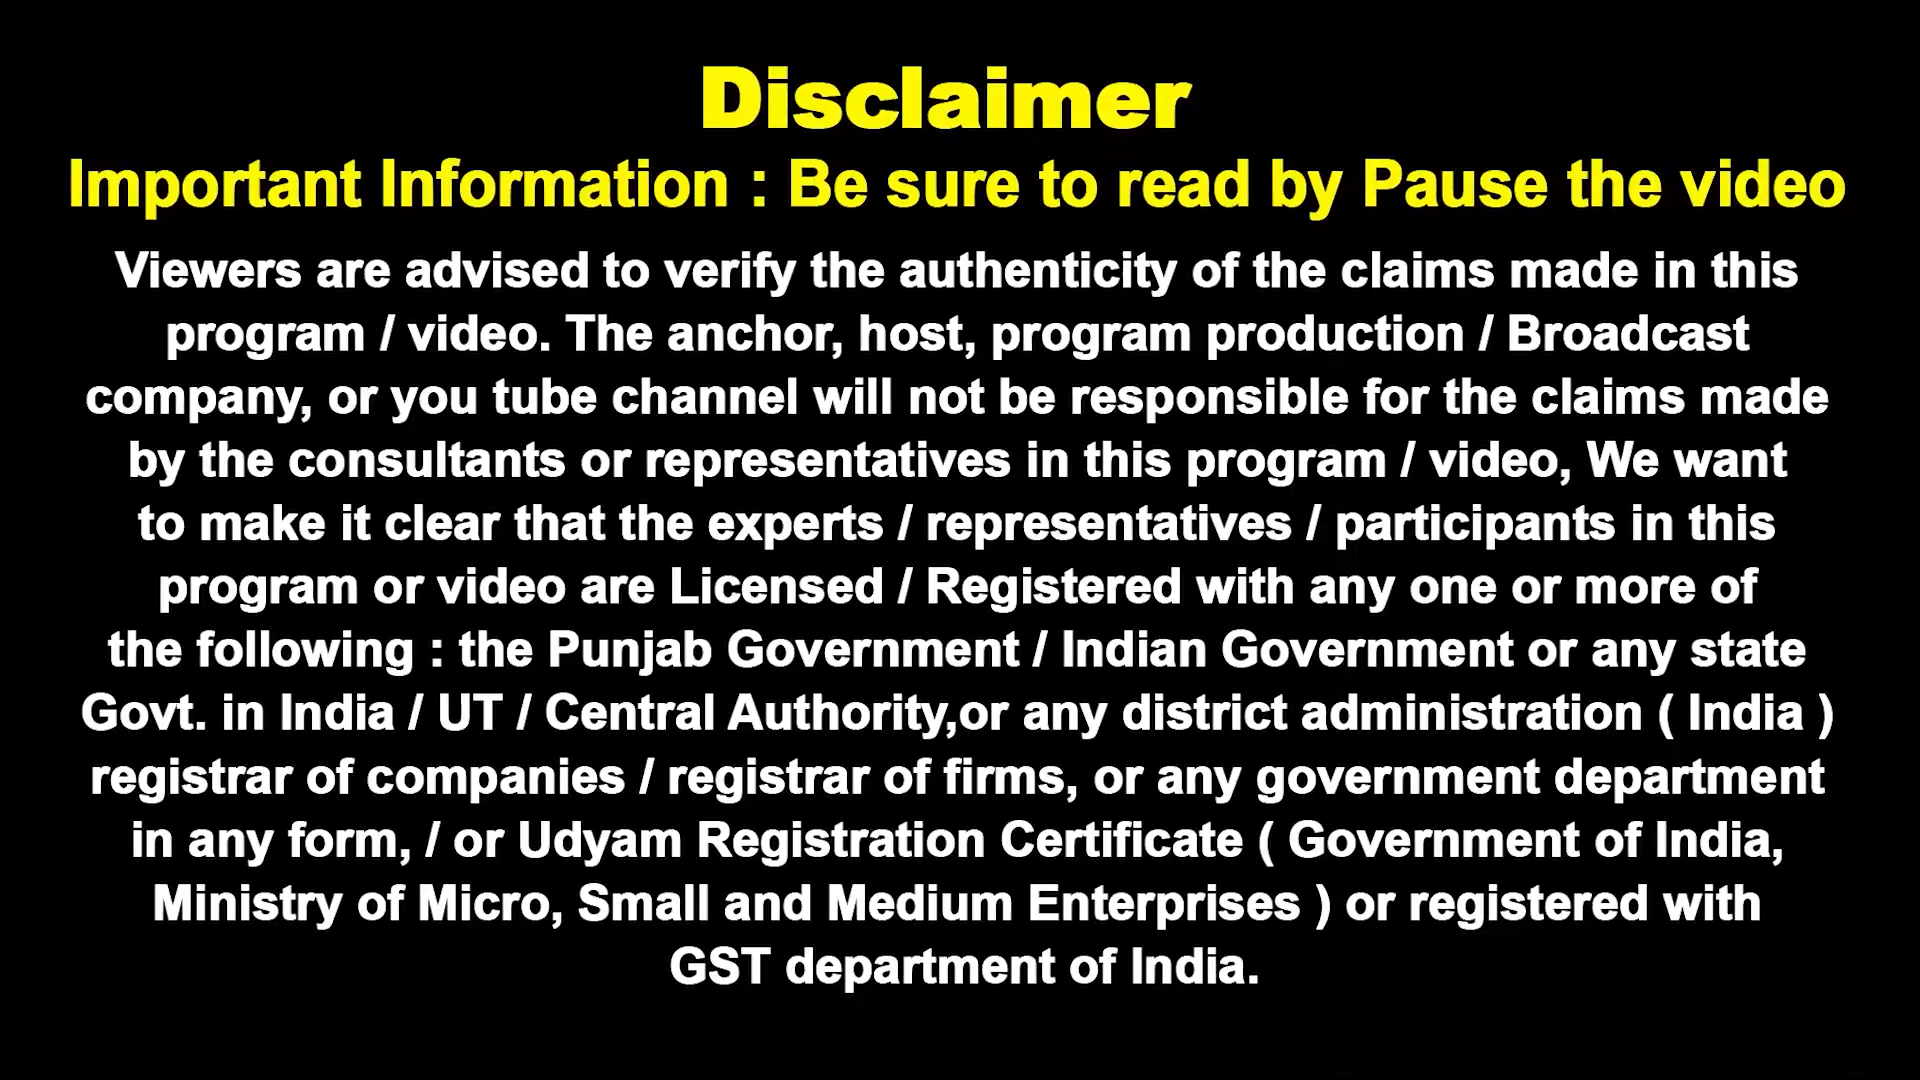 Disclaimer
Important Information : Be sure to read by Pause the video
Viewers are advised to verify the authenticity of the claims made in this
program / video. The anchor, host, program production / Broadcast
company, or you tube channel will not be responsible for the claims made
by the consultants or representatives in this program / video, We want
to make it clear that the experts / representatives / participants in this
program or video are Licensed / Registered with any one or more of
the following : the Punjab Government / Indian Government or any state
Govt. in India / UT / Central Authority,or any district administration ( India )
registrar of companies / registrar of firms, or any government department
in any form, / or Udyam Registration Certificate ( Government of India,
Ministry of Micro, Small and Medium Enterprises ) or registered with
GST department of India.